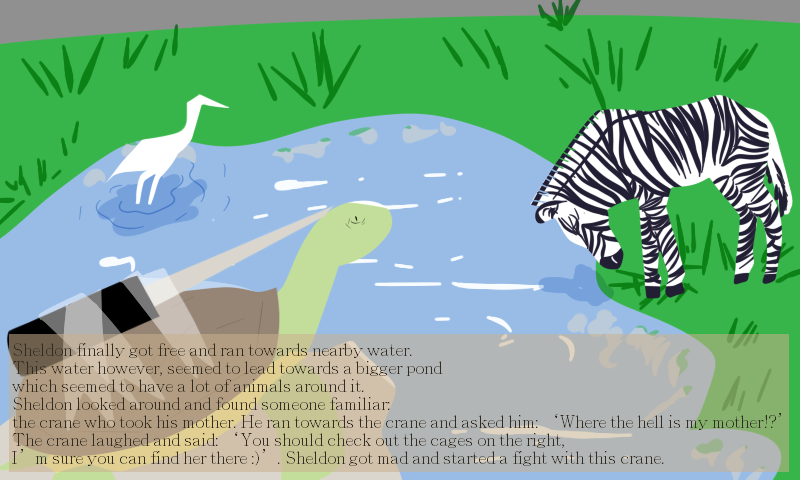 Sheldon finally got free and ran towards nearby water.
This water however, seemed to lead towards a bigger pond
which seemed to have a lot of animals around it.
Sheldon looked around and found someone familiar:
the crane who took his mother. He ran towards the crane and asked him: ‘Where the hell is my mother!?’
The crane laughed and said: ‘You should check out the cages on the right,
I’m sure you can find her there :)’. Sheldon got mad and started a fight with this crane.